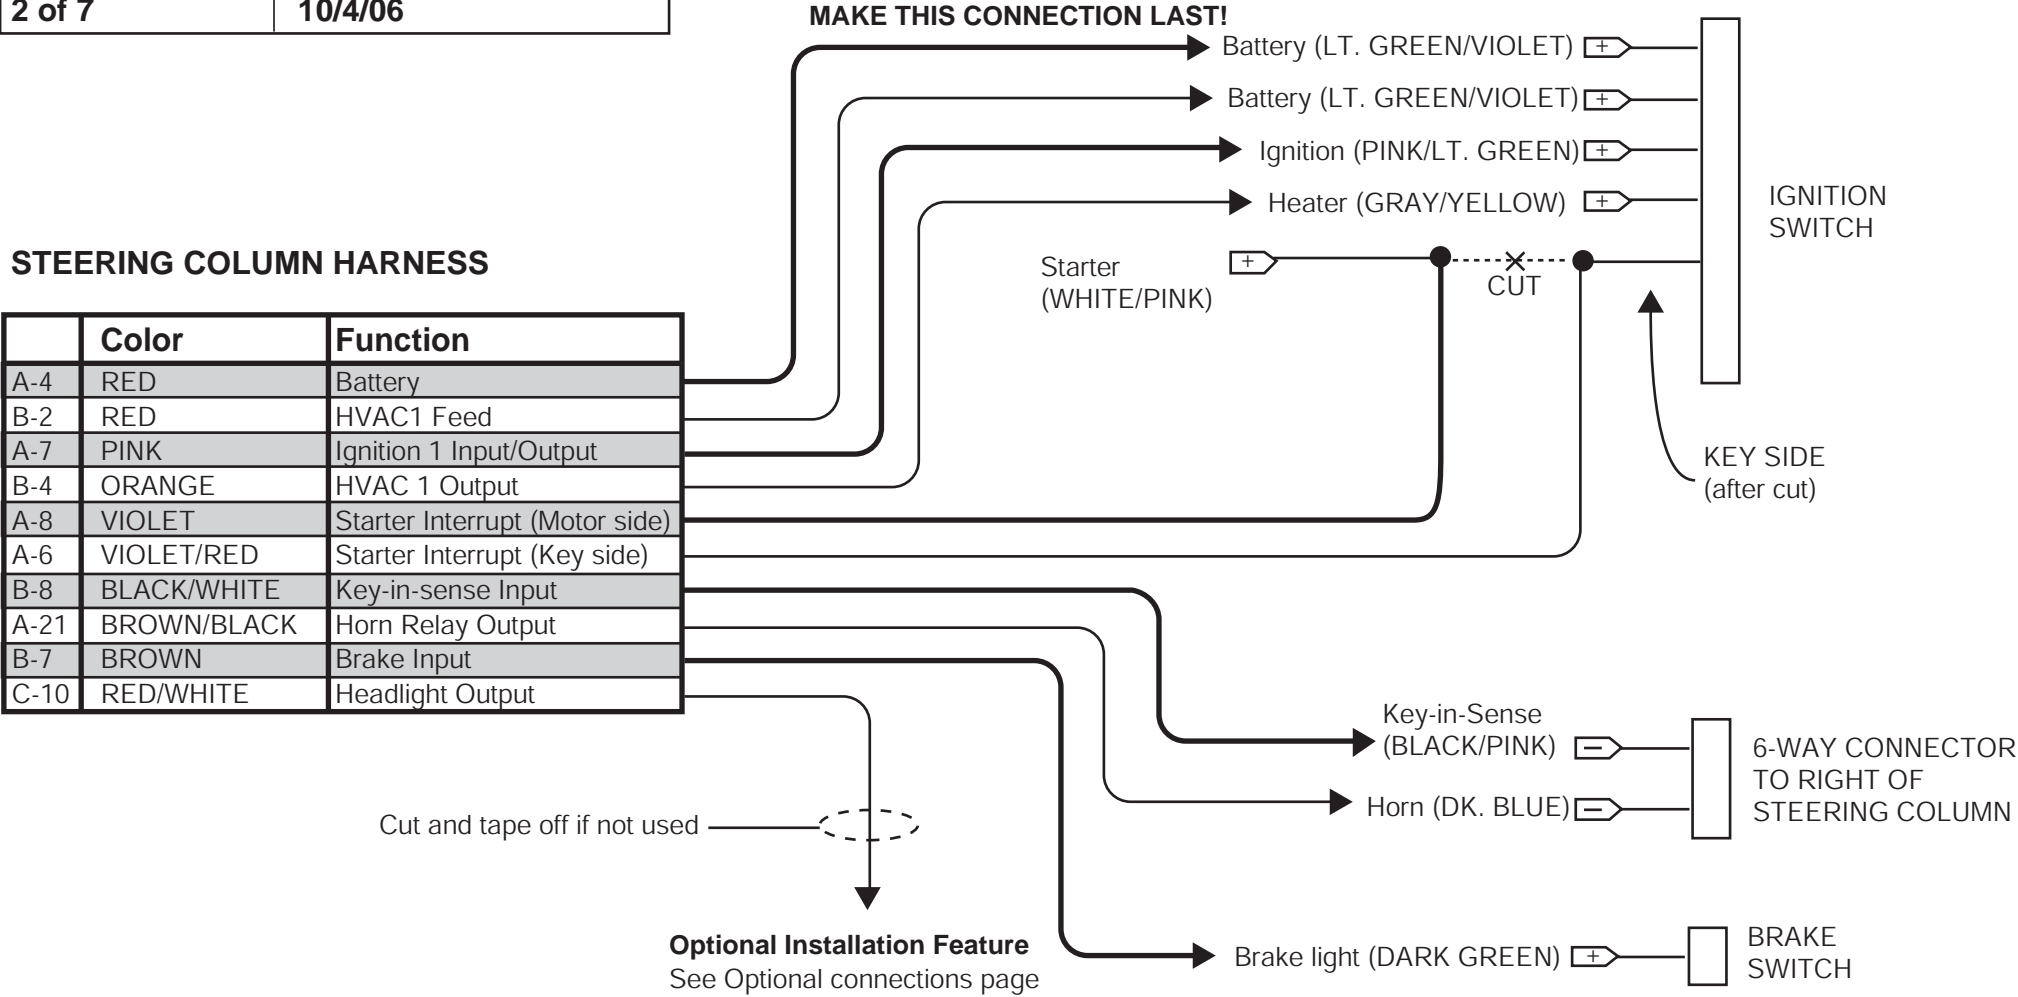 2 of 7 10/4/06
MAKE THIS CONNECTION LAST!
Battery (LT. GREEN/VIOLET) +
Battery (LT. GREEN/VIOLET) +
Ignition (PINK/LT. GREEN) +
Heater (GRAY/YELLOW) +
IGNITION
SWITCH
Starter
(WHITE/PINK)
+
CUT
KEY SIDE
(after cut)
STEERING COLUMN HARNESS
Color Function
A-4 RED Battery
B-2 RED HVAC1 Feed
A-7 PINK Ignition 1 Input/Output
B-4 ORANGE HVAC 1 Output
A-8 VIOLET Starter Interrupt (Motor side)
A-6 VIOLET/RED Starter Interrupt (Key side)
B-8 BLACK/WHITE Key-in-sense Input
A-21 BROWN/BLACK Horn Relay Output
B-7 BROWN Brake Input
C-10 RED/WHITE Headlight Output
Key-in-Sense
(BLACK/PINK) −
Horn (DK. BLUE) −
6-WAY CONNECTOR
TO RIGHT OF
STEERING COLUMN
Cut and tape off if not used
Optional Installation Feature
See Optional connections page
Brake light (DARK GREEN) +
BRAKE
SWITCH